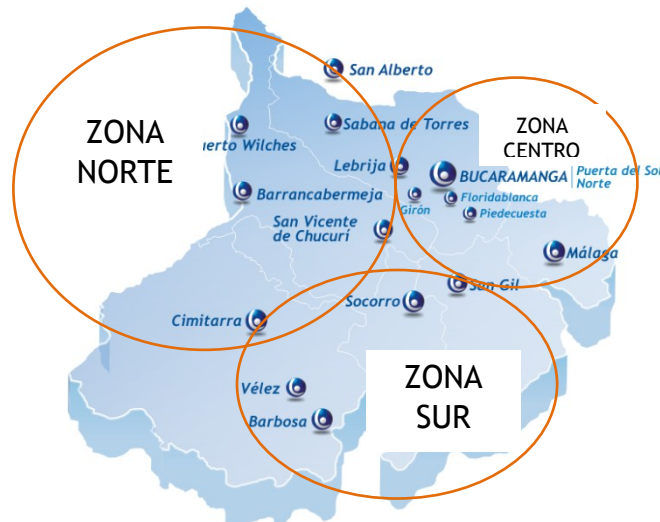 San Alberto
ZONA
NORTE
uerto Wilches
Sabana de Torres
ZONA
CENTRO
Lebrija
BUCARAMANGA
Puerta del Sol
Norte
Barrancabermeja
Girón
Floridablanca
Piedecuesta
San Vicente
de Chucurí
Málaga
San Gil
Socorro
Cimitarra
ZONA
SUR
Vélez
Barbosa